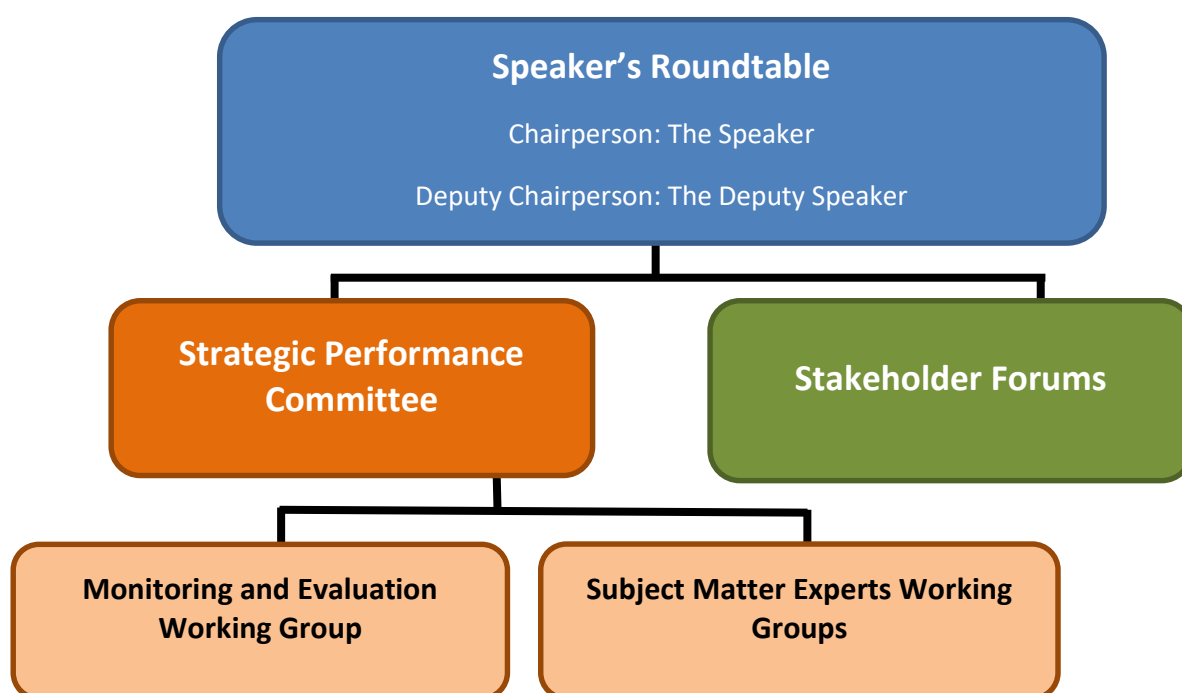 Speaker’s Roundtable
Chairperson: The Speaker
Deputy Chairperson: The Deputy Speaker
Strategic Performance
Committee
Stakeholder Forums
Monitoring and Evaluation
Working Group
Subject Matter Experts Working
Groups